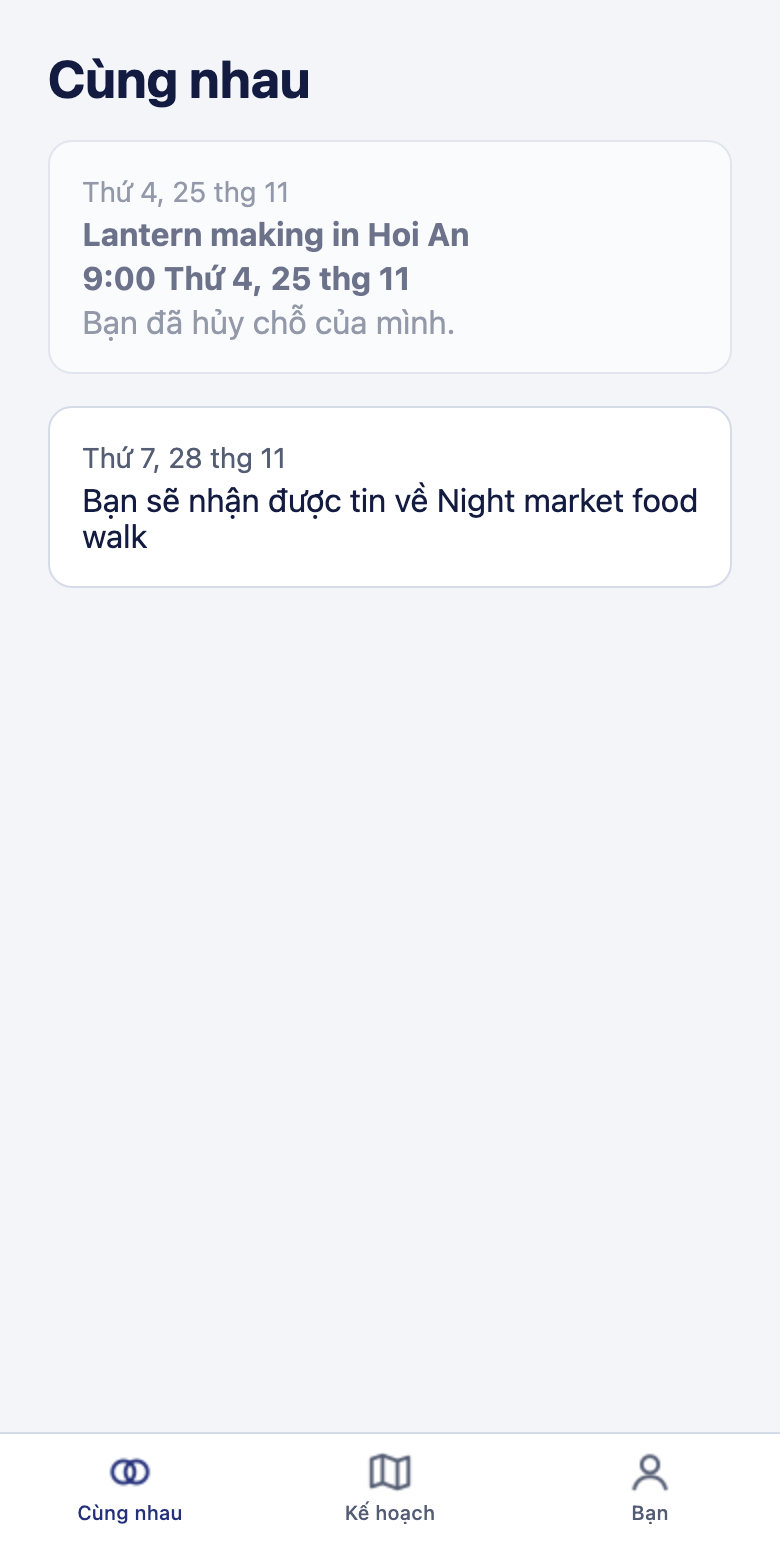 Cùng nhau
Thứ 4, 25 thg 11
Lantern making in Hoi An
9:00 Thứ 4, 25 thg 11
Bạn đã hủy chỗ của mình.
Thứ 7, 28 thg 11
Bạn sẽ nhận được tin về Night market food
walk
Cùng nhau
Kế hoạch
Bạn